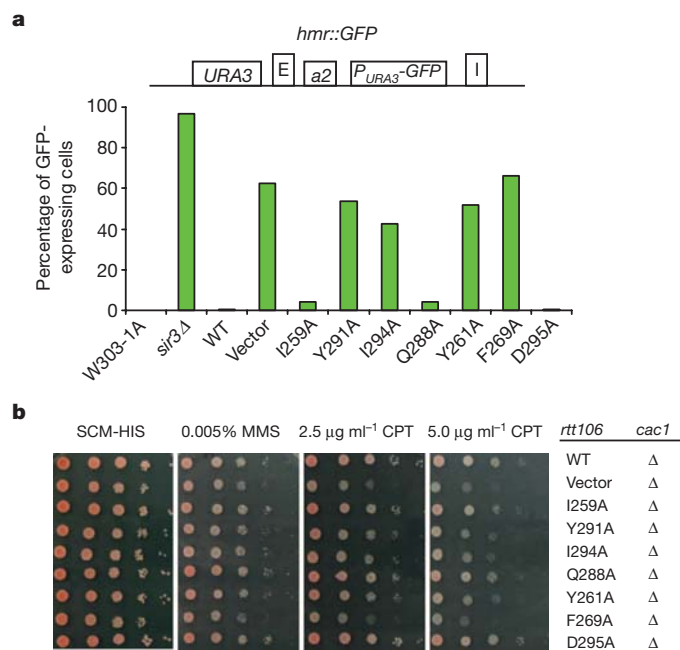 a
hmr::GFP
URA3 E a2 P_URA3-GFP I
Percentage of GFP-
expressing cells
100
80
60
40
20
0
W303-1A sir3Δ WT Vector I259A Y291A I294A Q288A Y261A F269A D295A
b
SCM-HIS 0.005% MMS 2.5 μg ml⁻¹ CPT 5.0 μg ml⁻¹ CPT rtt106 cac1
WT Δ
Vector Δ
I259A Δ
Y291A Δ
I294A Δ
Q288A Δ
Y261A Δ
F269A Δ
D295A Δ